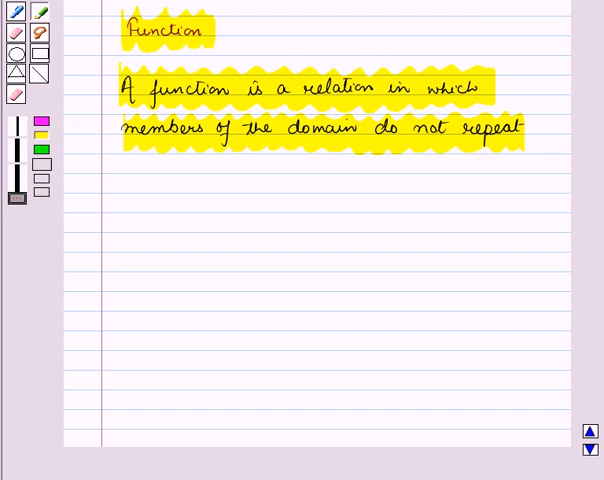 Function
A function is a relation in which
members of the domain do not repeat